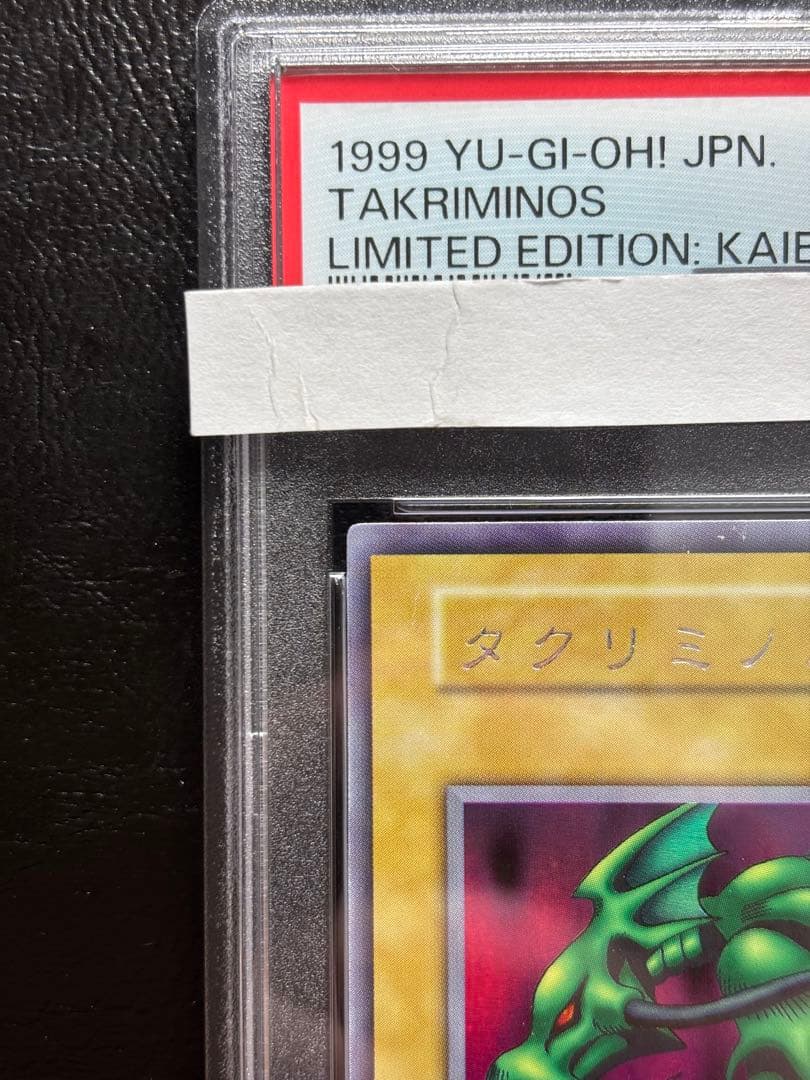 1999 YU-GI-OH! JPN.
TAKRIMINOS
LIMITED EDITION: KAIB
タクリミノ